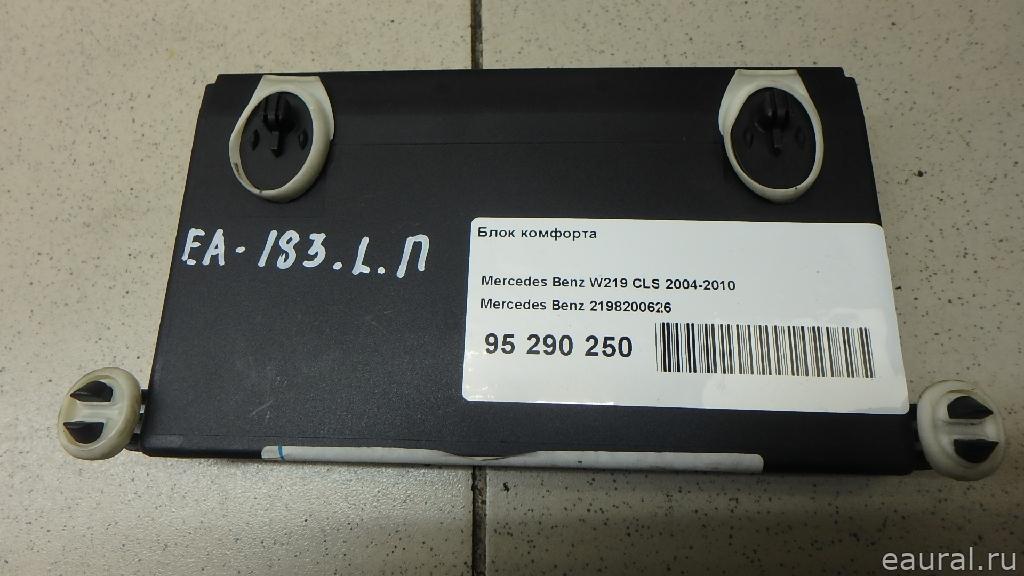 EA-183.L.П
Блок комфорта
Mercedes Benz W219 CLS 2004-2010
Mercedes Benz 2198200626
95 290 250
eaural.ru